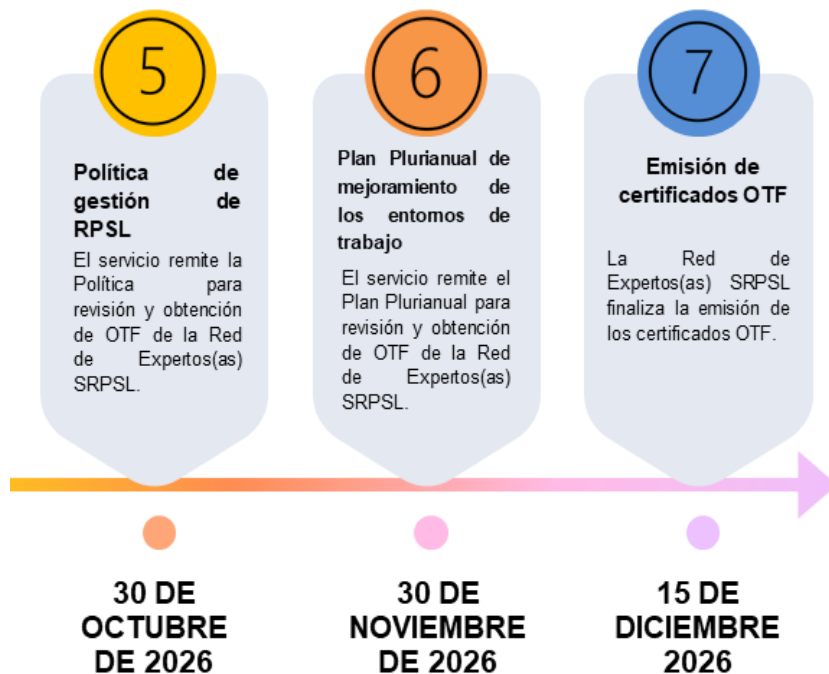 5
Política de
gestión de
RPSL
El servicio remite la
Política para
revisión y obtención
de OTF de la Red
de Expertos(as)
SRPSL.
30 DE
OCTUBRE
DE 2026
6
Plan Plurianual de
mejoramiento de
los entornos de
trabajo
El servicio remite el
Plan Plurianual para
revisión y obtención
de OTF de la Red
de Expertos(as)
SRPSL.
30 DE
NOVIEMBRE
DE 2026
7
Emisión de
certificados OTF
La Red de
Expertos(as) SRPSL
finaliza la emisión de
los certificados OTF.
15 DE
DICIEMBRE
2026